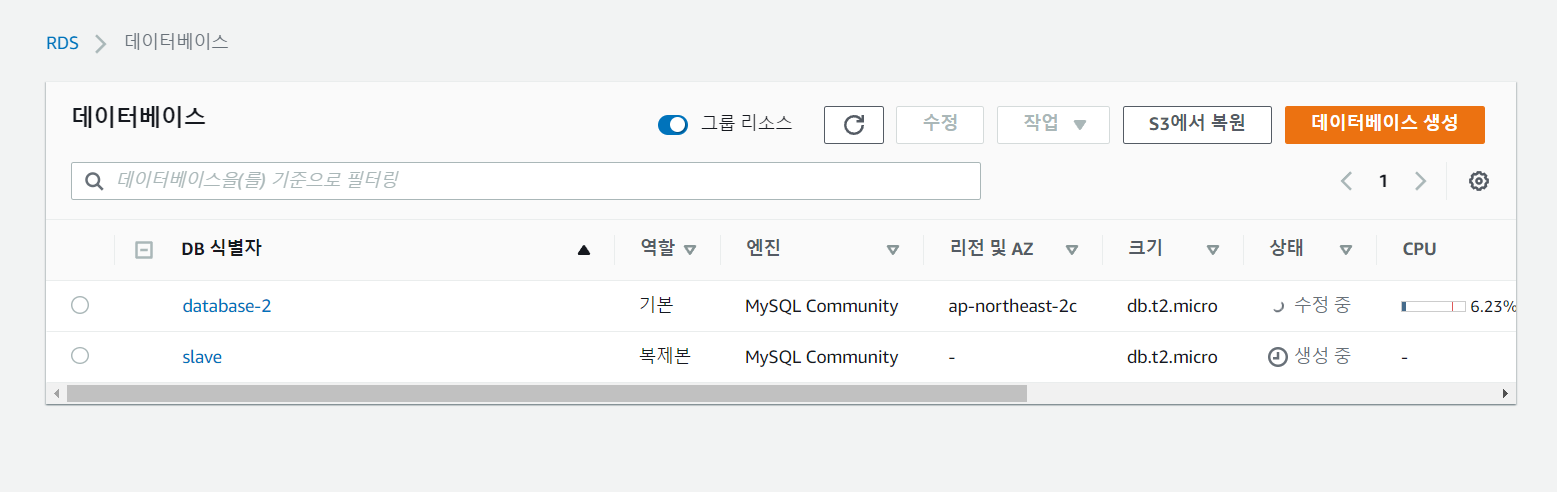 RDS 데이터베이스
데이터베이스 그룹 리소스 수정 작업 S3에서 복원 데이터베이스 생성
데이터베이스을(를) 기준으로 필터링 1
DB 식별자 역할 엔진 리전 및 AZ 크기 상태 CPU
database-2 기본 MySQL Community ap-northeast-2c db.t2.micro 수정 중 6.23%
slave 복제본 MySQL Community - db.t2.micro 생성 중 -